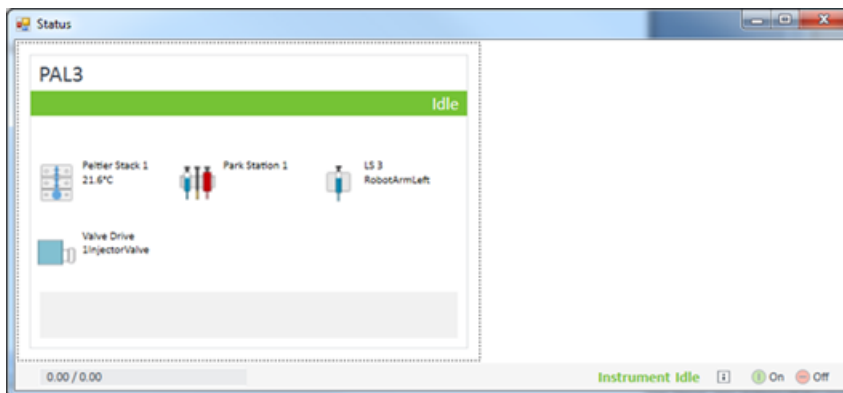 Status
PAL3
Idle
Peltier Stack 1
21.6°C
Park Station 1
LS 3
RobotArmLeft
Valve Drive
1InjectorValve
0.00 / 0.00
Instrument Idle
On
Off